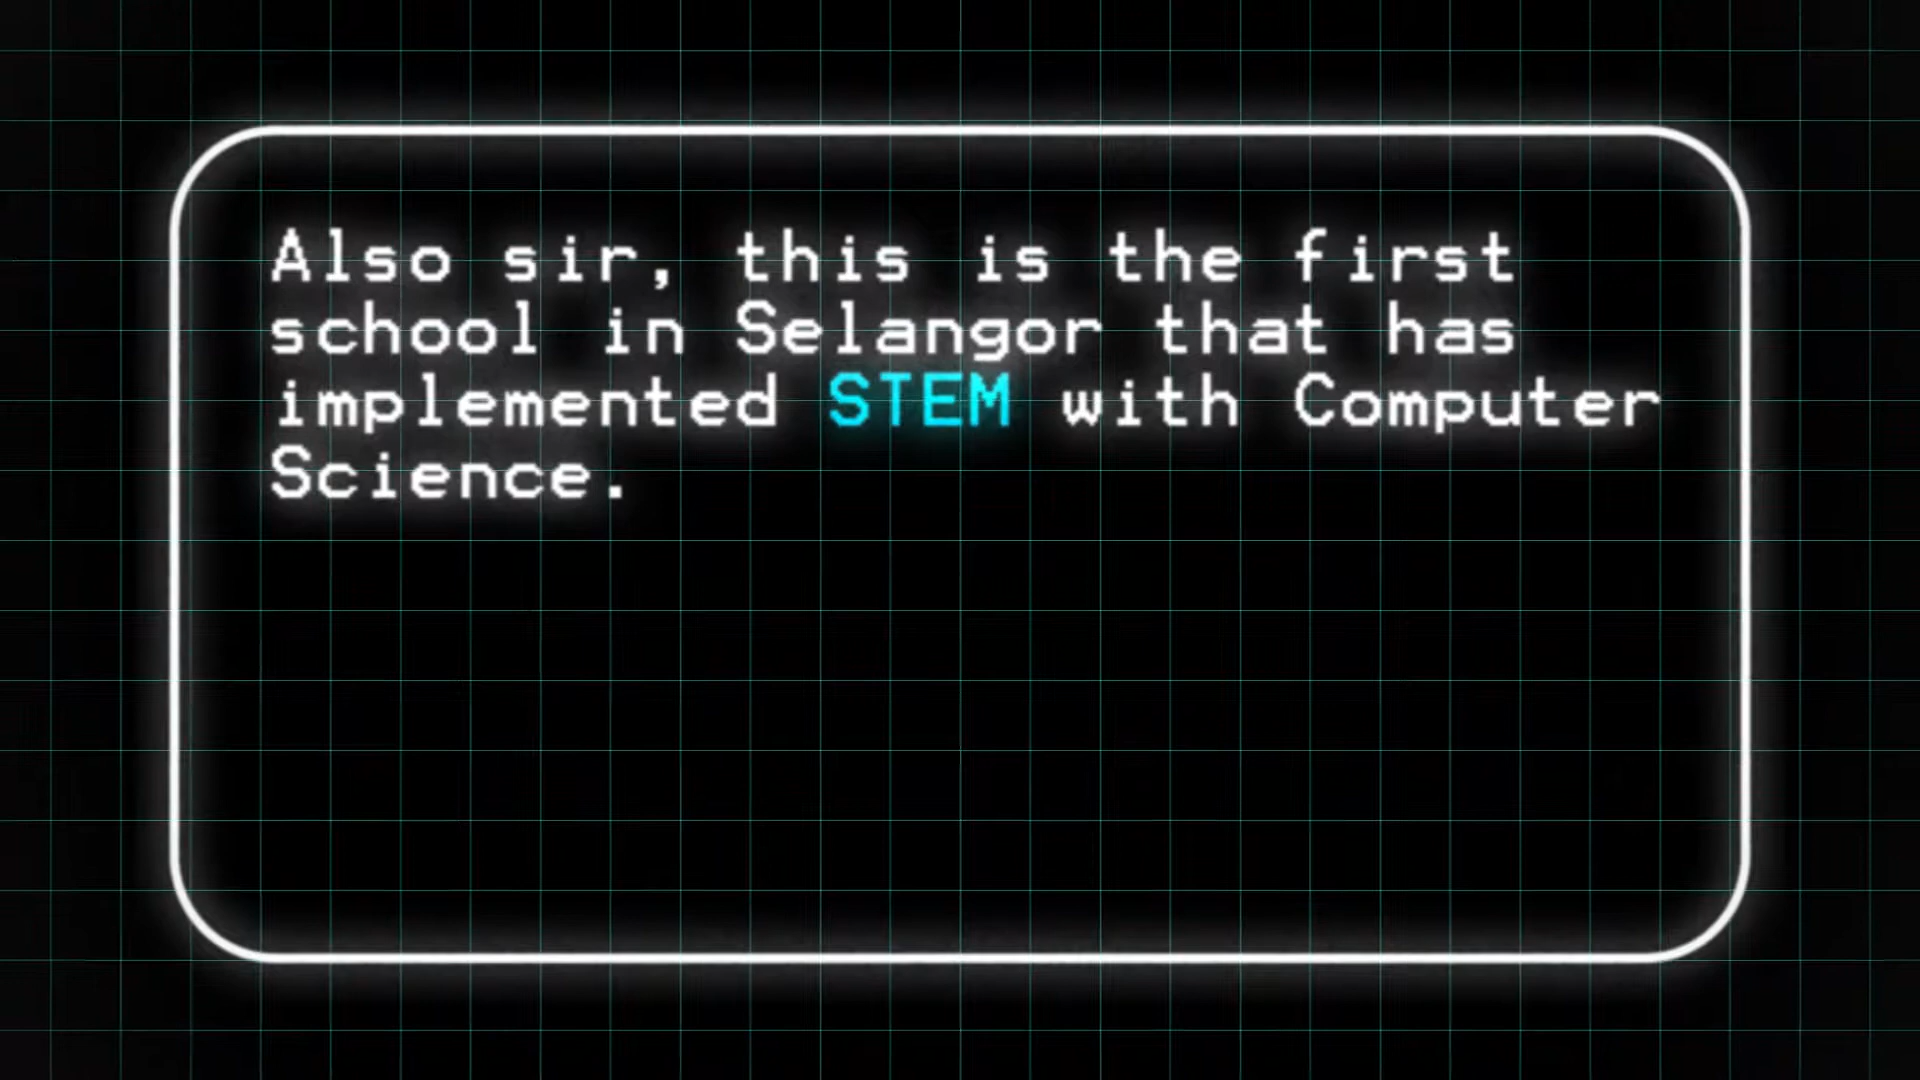 Also sir, this is the first
school in Selangor that has
implemented STEM with Computer
Science.